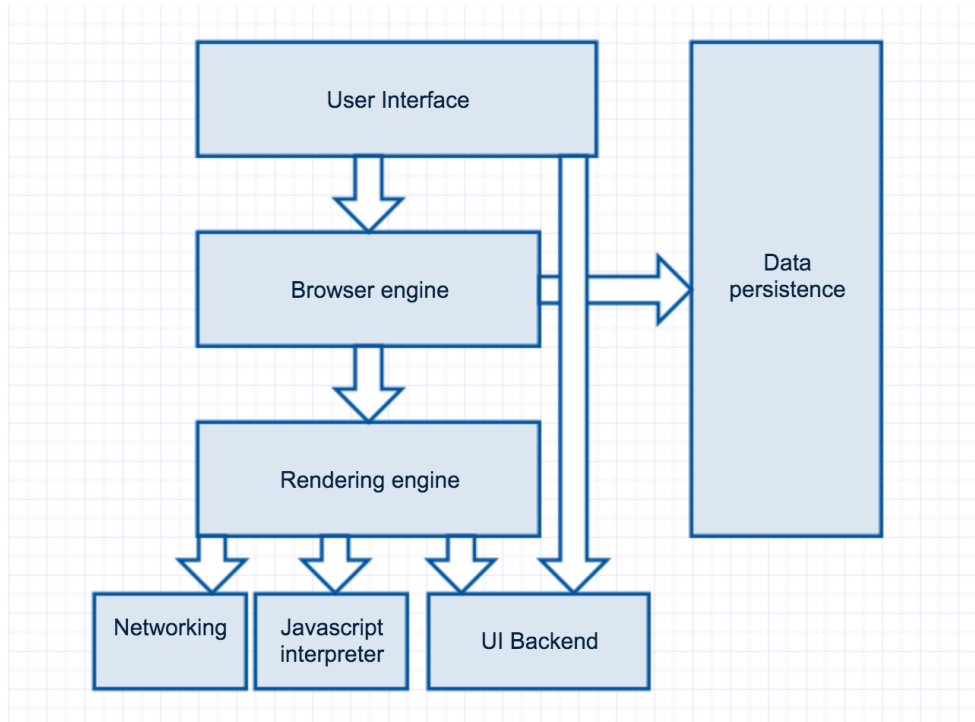 User Interface
Browser engine
Data
persistence
Rendering engine
Networking
Javascript
interpreter
UI Backend